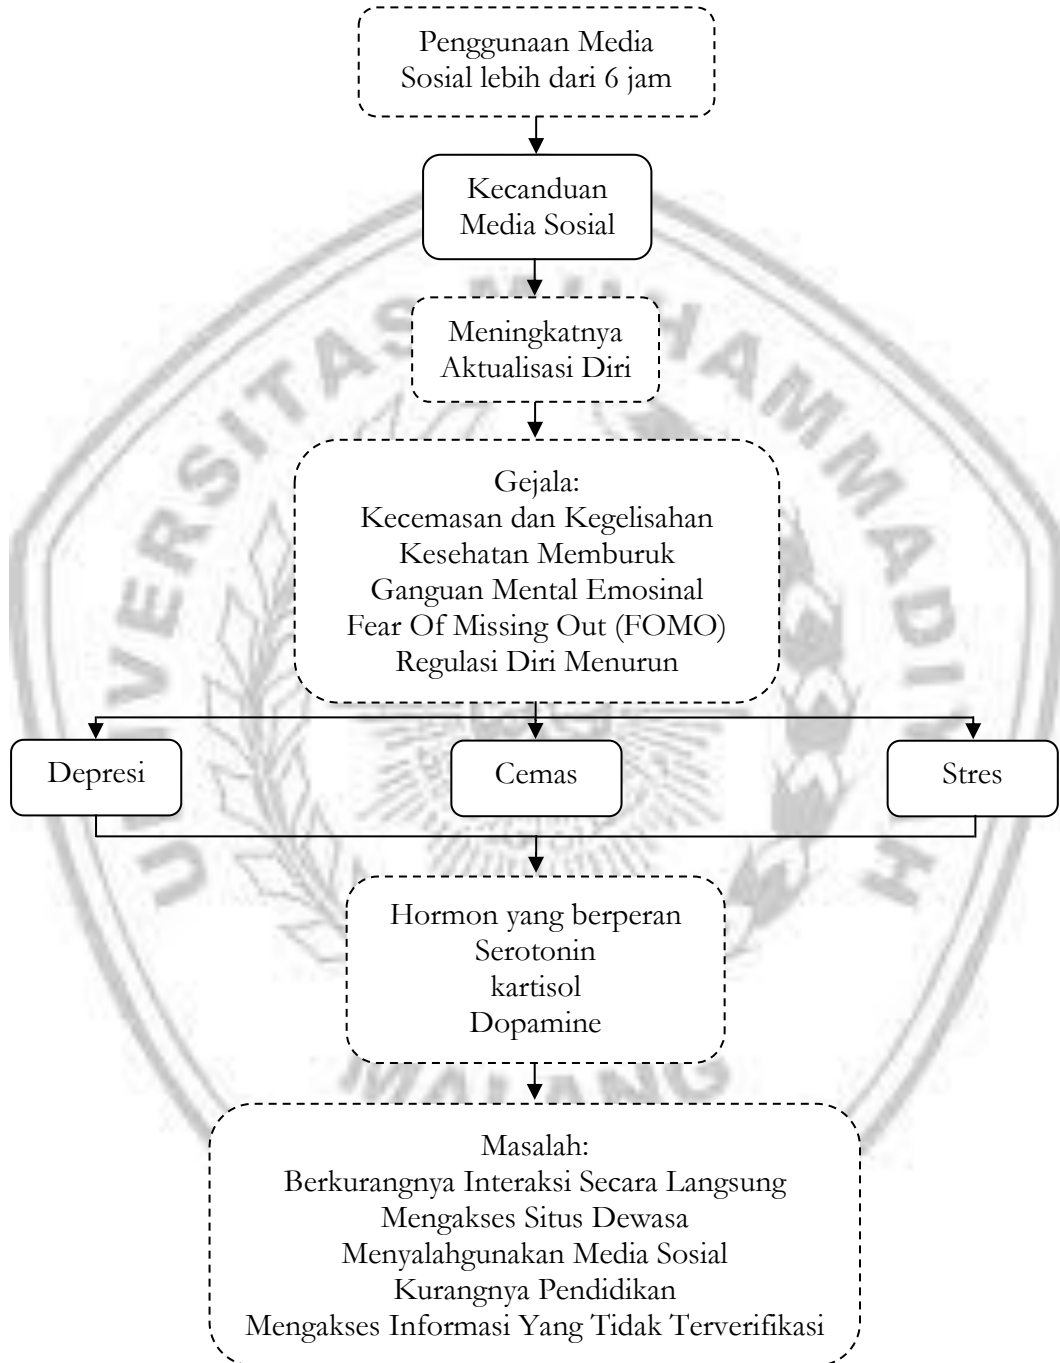 Penggunaan Media
Sosial lebih dari 6 jam
Kecanduan
Media Sosial
Meningkatnya
Aktualisasi Diri
Gejala:
Kecemasan dan Kegelisahan
Kesehatan Memburuk
Ganguan Mental Emosinal
Fear Of Missing Out (FOMO)
Regulasi Diri Menurun
Depresi
Cemas
Stres
Hormon yang berperan
Serotonin
kartisol
Dopamine
Masalah:
Berkurangnya Interaksi Secara Langsung
Mengakses Situs Dewasa
Menyalahgunakan Media Sosial
Kurangnya Pendidikan
Mengakses Informasi Yang Tidak Terverifikasi
UNIVERSITAS MUHAMMADIYAH
MALANG